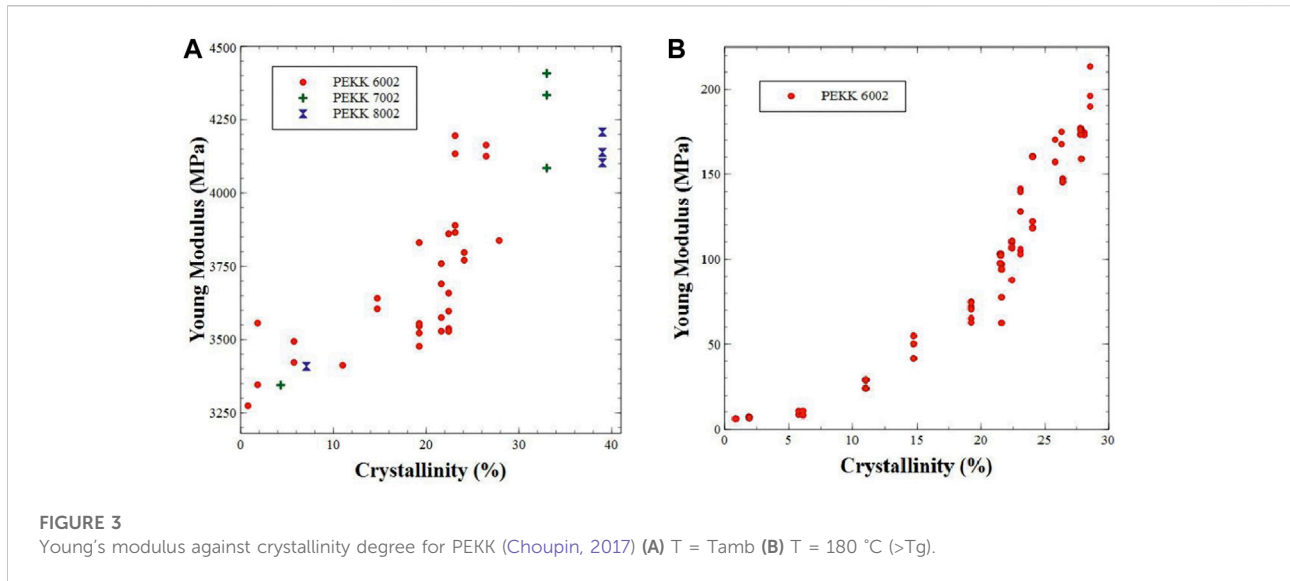 A
4500
4250
4000
3750
3500
3250
Young Modulus (MPa)
PEKK 6002
PEKK 7002
PEKK 8002
0 10 20 30 40
Crystallinity (%)
B
200
150
100
50
0
Young Modulus (MPa)
PEKK 6002
0 5 10 15 20 25 30
Crystallinity (%)
FIGURE 3
Young's modulus against crystallinity degree for PEKK (Choupin, 2017) (A) T = Tamb (B) T = 180 °C (>Tg).